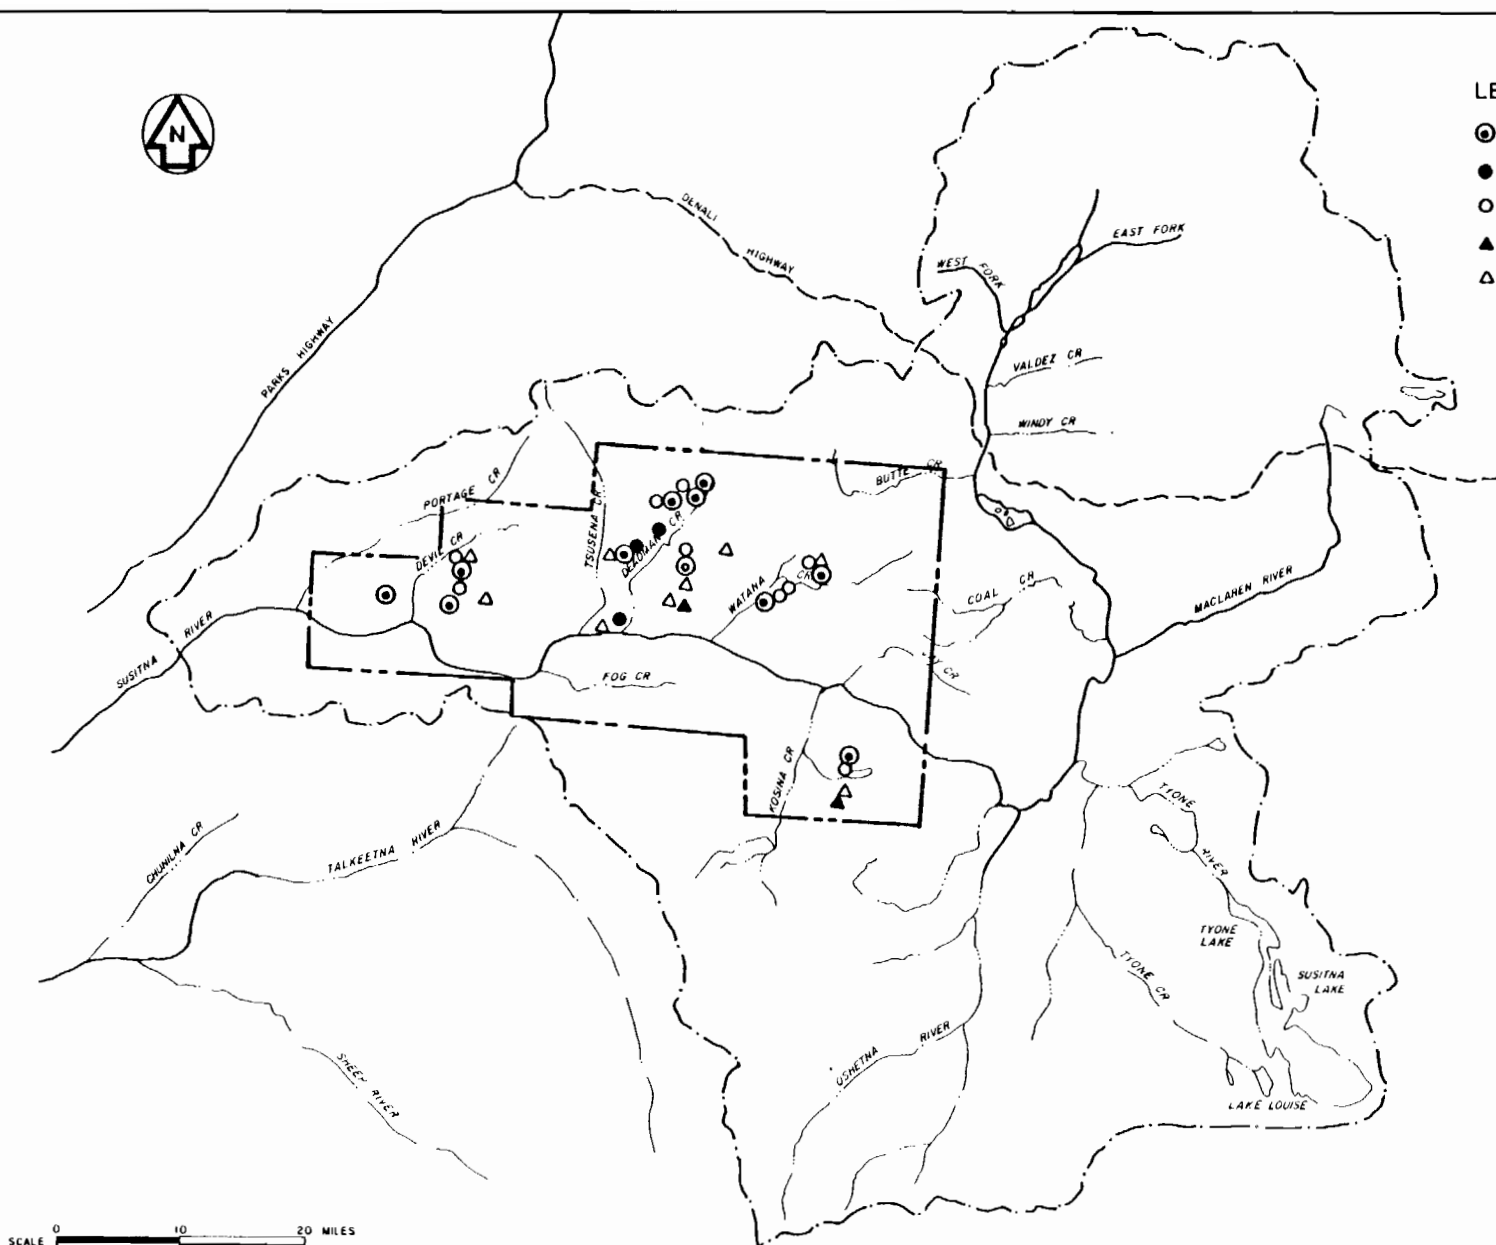 LE
N
DENALI
HIGHWAY
EAST FORK
WEST FORK
PARKS HIGHWAY
VALDEZ CR
WINDY CR
BUTTE CR
PORTAGE CR
DEVIL CR
TSUSENA CR
DEADMAN CR
WATANA CR
COAL CR
MACLAREN RIVER
SUSITNA RIVER
FOG CR
KOSINA CR
CHUNILNA CR
TALKEETNA RIVER
TYONE
RIVER
TYONE
LAKE
SUSITNA
LAKE
TYONE CR
OSHETNA RIVER
SHEEP RIVER
LAKE LOUISE
0 10 20 MILES
SCALE